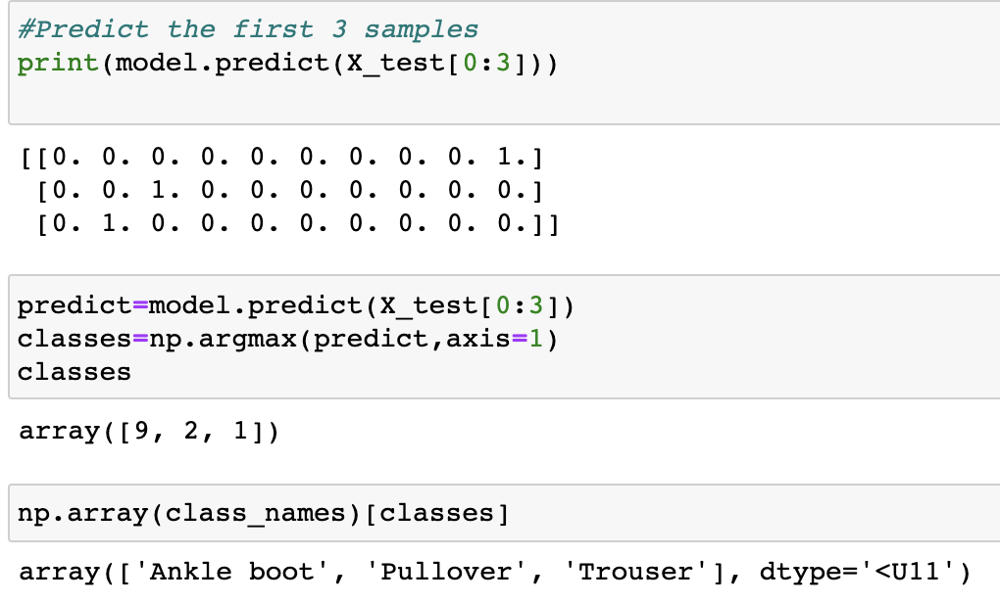 #Predict the first 3 samples
print(model.predict(X_test[0:3]))
[[0. 0. 0. 0. 0. 0. 0. 0. 0. 1.]
 [0. 0. 1. 0. 0. 0. 0. 0. 0. 0.]
 [0. 1. 0. 0. 0. 0. 0. 0. 0. 0.]]
predict=model.predict(X_test[0:3])
classes=np.argmax(predict,axis=1)
classes
array([9, 2, 1])
np.array(class_names)[classes]
array(['Ankle boot', 'Pullover', 'Trouser'], dtype='<U11')